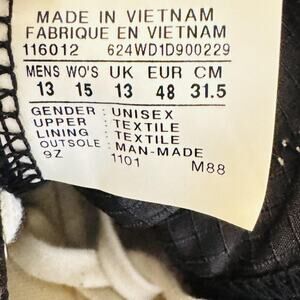 MADE IN VIETNAM
FABRIQUE EN VIETNAM
116012 624WD1D900229
MENS WO'S UK EUR CM
13 15 13 48 31.5
GENDER : UNISEX
UPPER : TEXTILE
LINING : TEXTILE
OUTSOLE : MAN-MADE
9Z 1101 M88